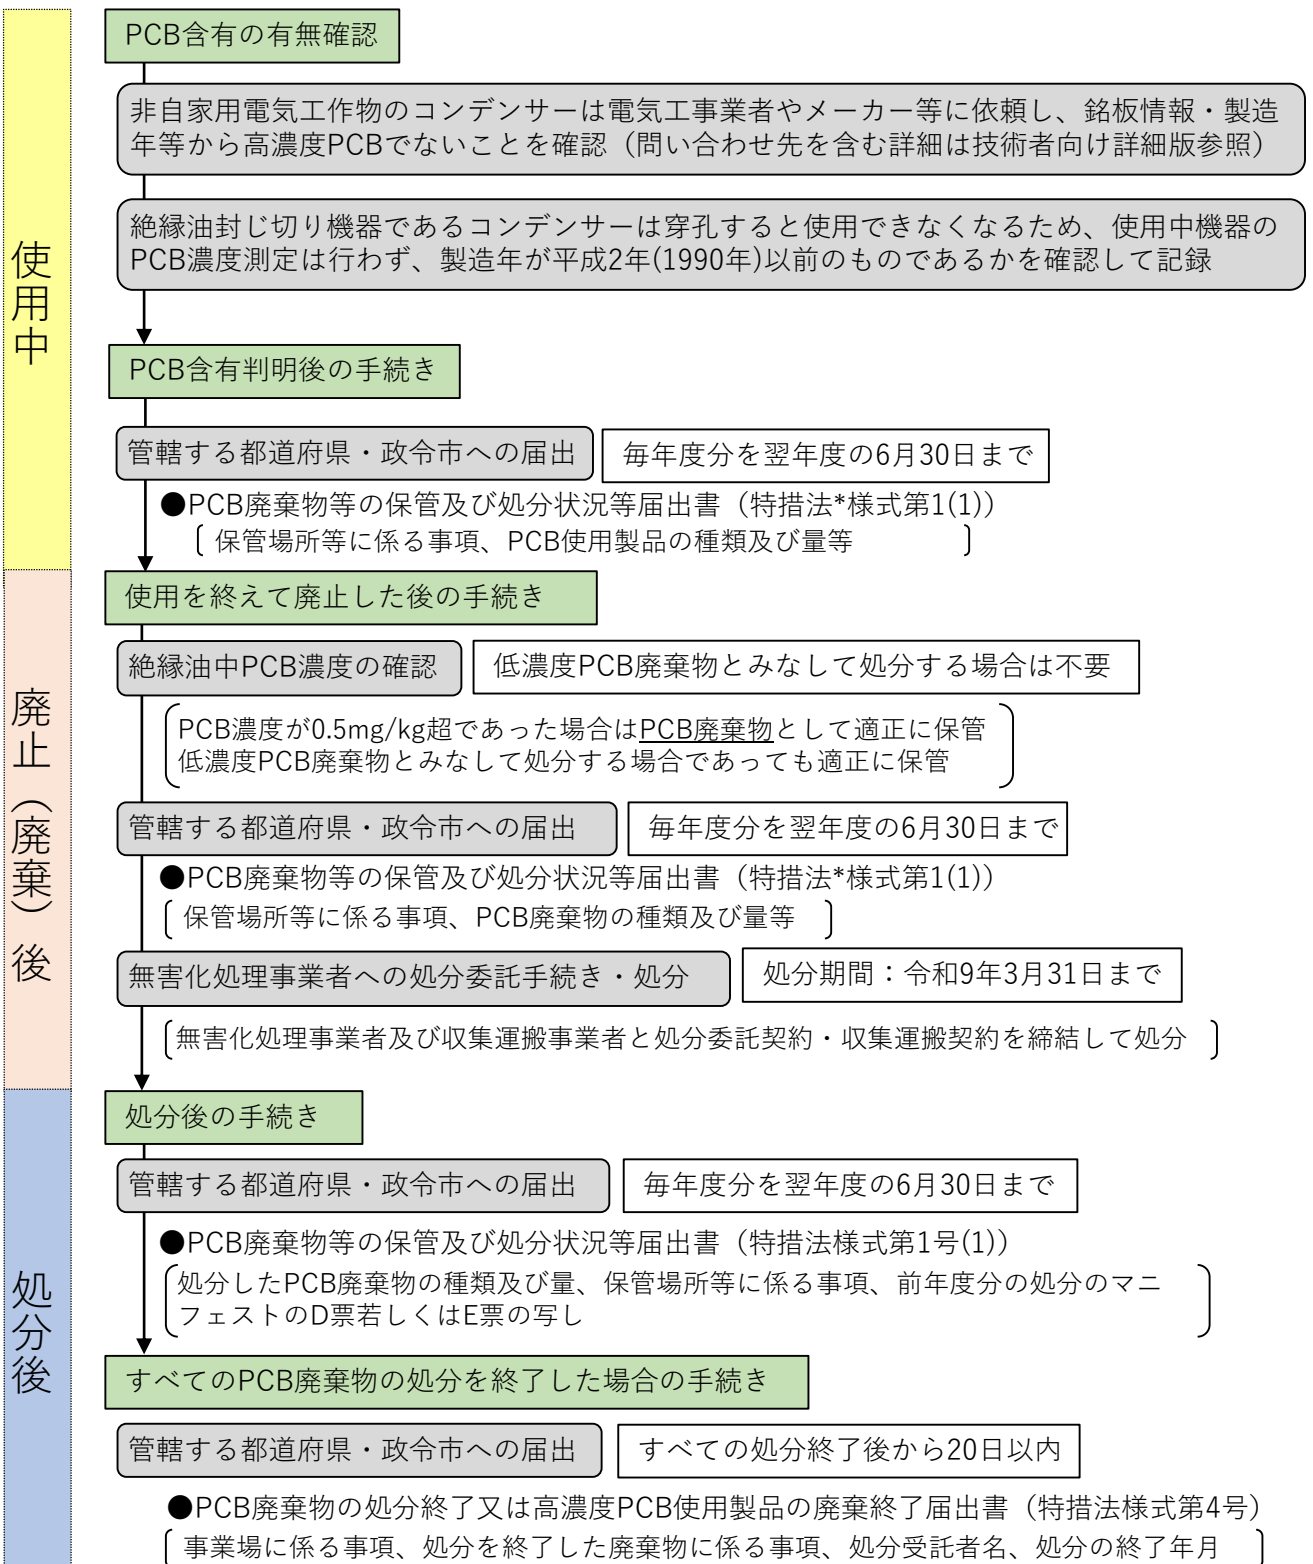 使用中
PCB含有の有無確認
非自家用電気工作物のコンデンサーは電気工事業者やメーカー等に依頼し、銘板情報・製造
年等から高濃度PCBでないことを確認（問い合わせ先を含む詳細は技術者向け詳細版参照）
絶縁油封じ切り機器であるコンデンサーは穿孔すると使用できなくなるため、使用中機器の
PCB濃度測定は行わず、製造年が平成2年(1990年)以前のものであるかを確認して記録
PCB含有判明後の手続き
管轄する都道府県・政令市への届出
毎年度分を翌年度の6月30日まで
●PCB廃棄物等の保管及び処分状況等届出書（特措法*様式第1(1)）
保管場所等に係る事項、PCB使用製品の種類及び量等
廃止（廃棄）後
使用を終えて廃止した後の手続き
絶縁油中PCB濃度の確認
低濃度PCB廃棄物とみなして処分する場合は不要
PCB濃度が0.5mg/kg超であった場合はPCB廃棄物として適正に保管
低濃度PCB廃棄物とみなして処分する場合であっても適正に保管
管轄する都道府県・政令市への届出
毎年度分を翌年度の6月30日まで
●PCB廃棄物等の保管及び処分状況等届出書（特措法*様式第1(1)）
保管場所等に係る事項、PCB廃棄物の種類及び量等
無害化処理事業者への処分委託手続き・処分
処分期間：令和9年3月31日まで
無害化処理事業者及び収集運搬事業者と処分委託契約・収集運搬契約を締結して処分
処分後
処分後の手続き
管轄する都道府県・政令市への届出
毎年度分を翌年度の6月30日まで
●PCB廃棄物等の保管及び処分状況等届出書（特措法様式第1号(1)）
処分したPCB廃棄物の種類及び量、保管場所等に係る事項、前年度分の処分のマニ
フェストのD票若しくはE票の写し
すべてのPCB廃棄物の処分を終了した場合の手続き
管轄する都道府県・政令市への届出
すべての処分終了後から20日以内
●PCB廃棄物の処分終了又は高濃度PCB使用製品の廃棄終了届出書（特措法様式第4号）
事業場に係る事項、処分を終了した廃棄物に係る事項、処分受託者名、処分の終了年月